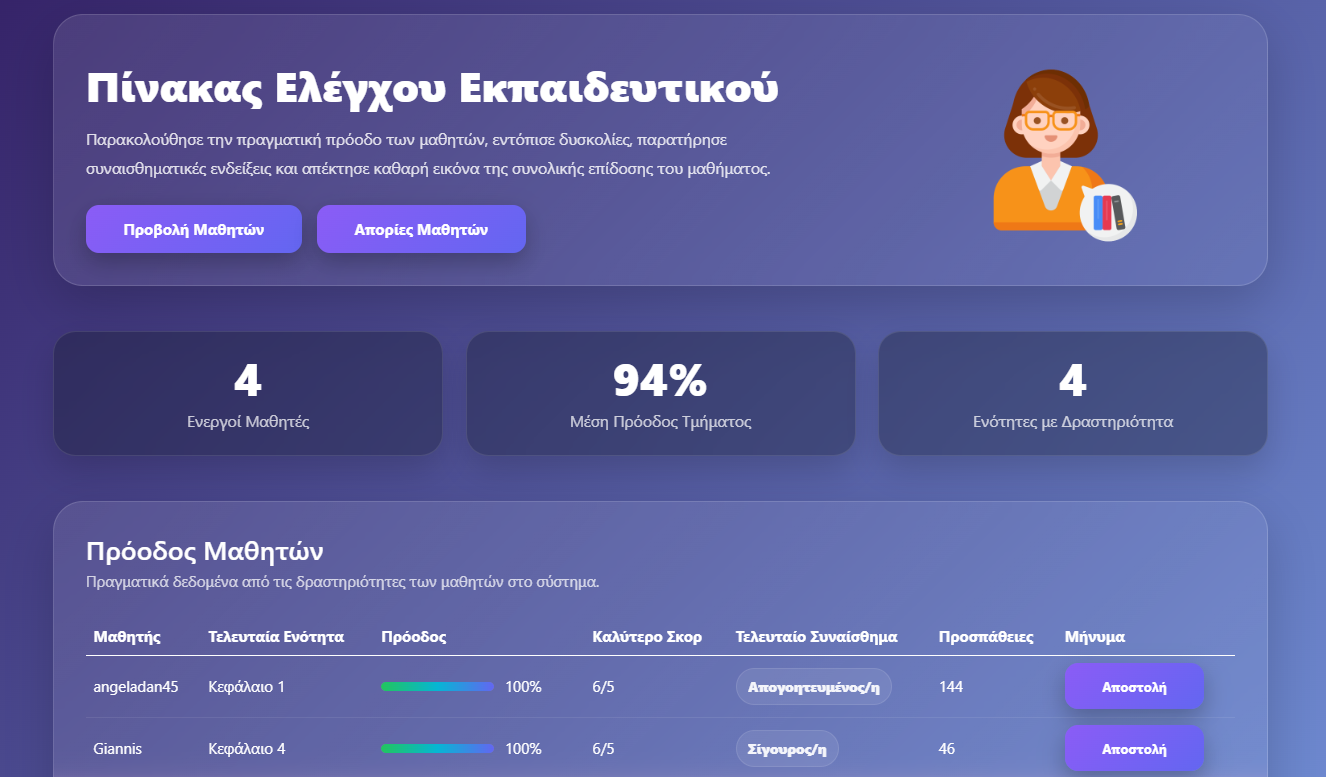 Πίνακας Ελέγχου Εκπαιδευτικού
Παρακολούθησε την πραγματική πρόοδο των μαθητών, εντόπισε δυσκολίες, παρατήρησε
συναισθηματικές ενδείξεις και απέκτησε καθαρή εικόνα της συνολικής επίδοσης του μαθήματος.
Προβολή Μαθητών Απορίες Μαθητών
4 94% 4
Ενεργοί Μαθητές Μέση Πρόοδος Τμήματος Ενότητες με Δραστηριότητα
Πρόοδος Μαθητών
Πραγματικά δεδομένα από τις δραστηριότητες των μαθητών στο σύστημα.
Μαθητής Τελευταία Ενότητα Πρόοδος Καλύτερο Σκορ Τελευταίο Συναίσθημα Προσπάθειες Μήνυμα
angeladan45 Κεφάλαιο 1 100% 6/5 Απογοητευμένος/η 144 Αποστολή
Giannis Κεφάλαιο 4 100% 6/5 Σίγουρος/η 46 Αποστολή